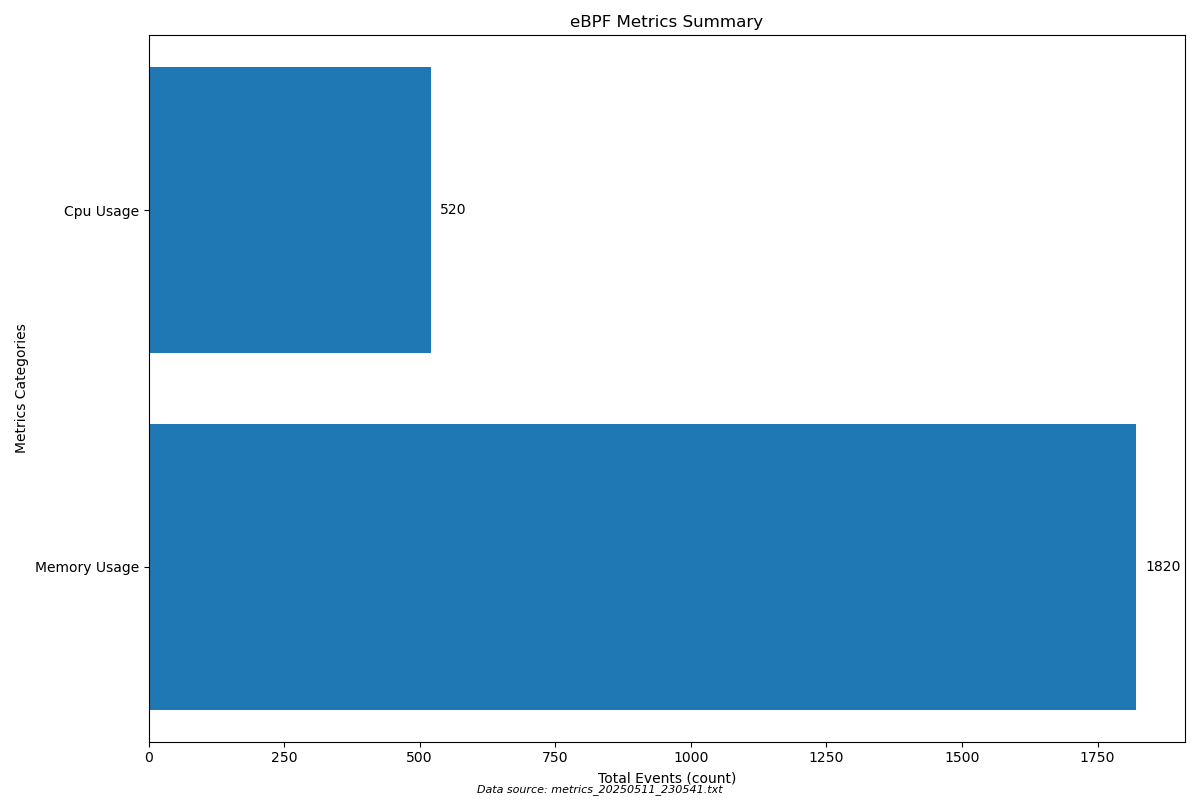 eBPF Metrics Summary
Metrics Categories
Cpu Usage
520
Memory Usage
1820
0 250 500 750 1000 1250 1500 1750
Total Events (count)
Data source: metrics_20250511_230541.txt